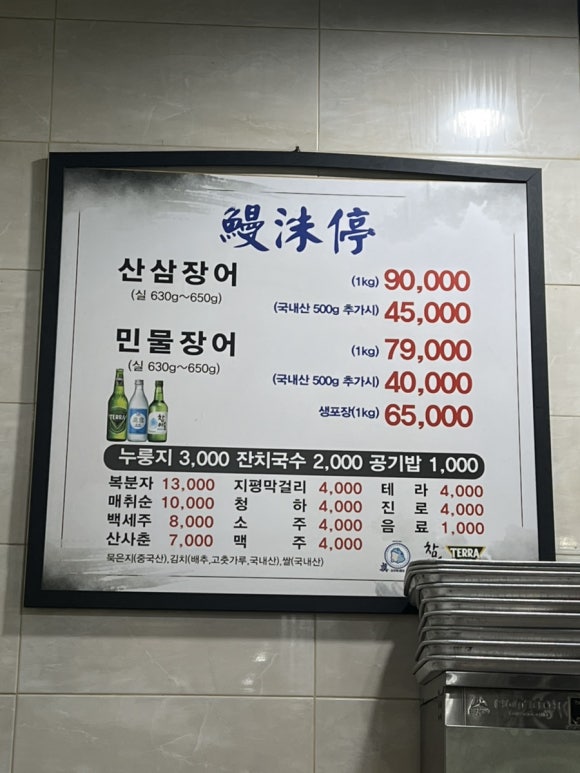 鰻洡停
산삼장어 (1kg) 90,000
(실 630g~650g)
(국내산 500g 추가시) 45,000
민물장어 (1kg) 79,000
(실 630g~650g)
(국내산 500g 추가시) 40,000
생포장(1kg) 65,000
TERRA
누룽지 3,000 잔치국수 2,000 공기밥 1,000
복분자 13,000 지평막걸리 4,000 테 라 4,000
매취순 10,000 청 하 4,000 진 로 4,000
백세주 8,000 소 주 4,000 음 료 1,000
산사춘 7,000 맥 주 4,000
묵은지(중국산),김치(배추,고춧가루,국내산),쌀(국내산)
참 TERRA